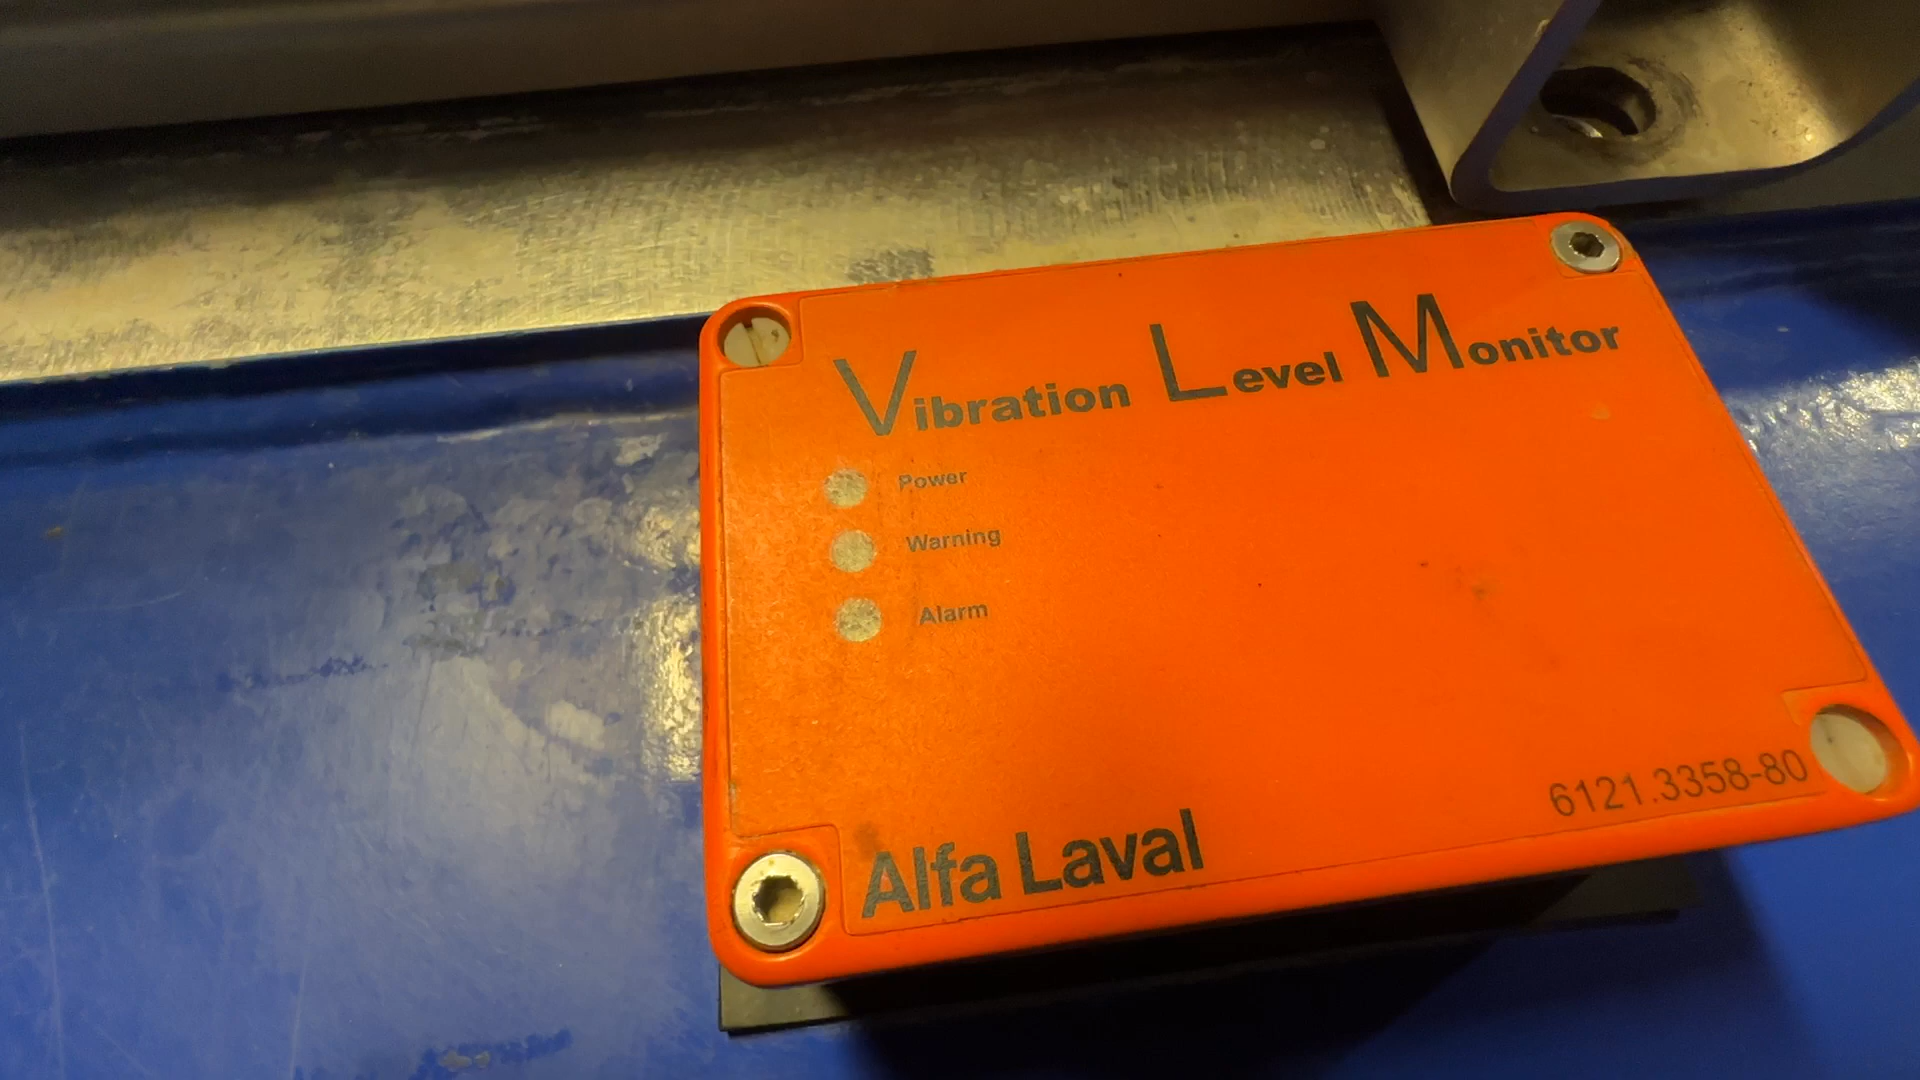 Vibration Level Monitor
Power
Warning
Alarm
6121.3358-80
Alfa Laval